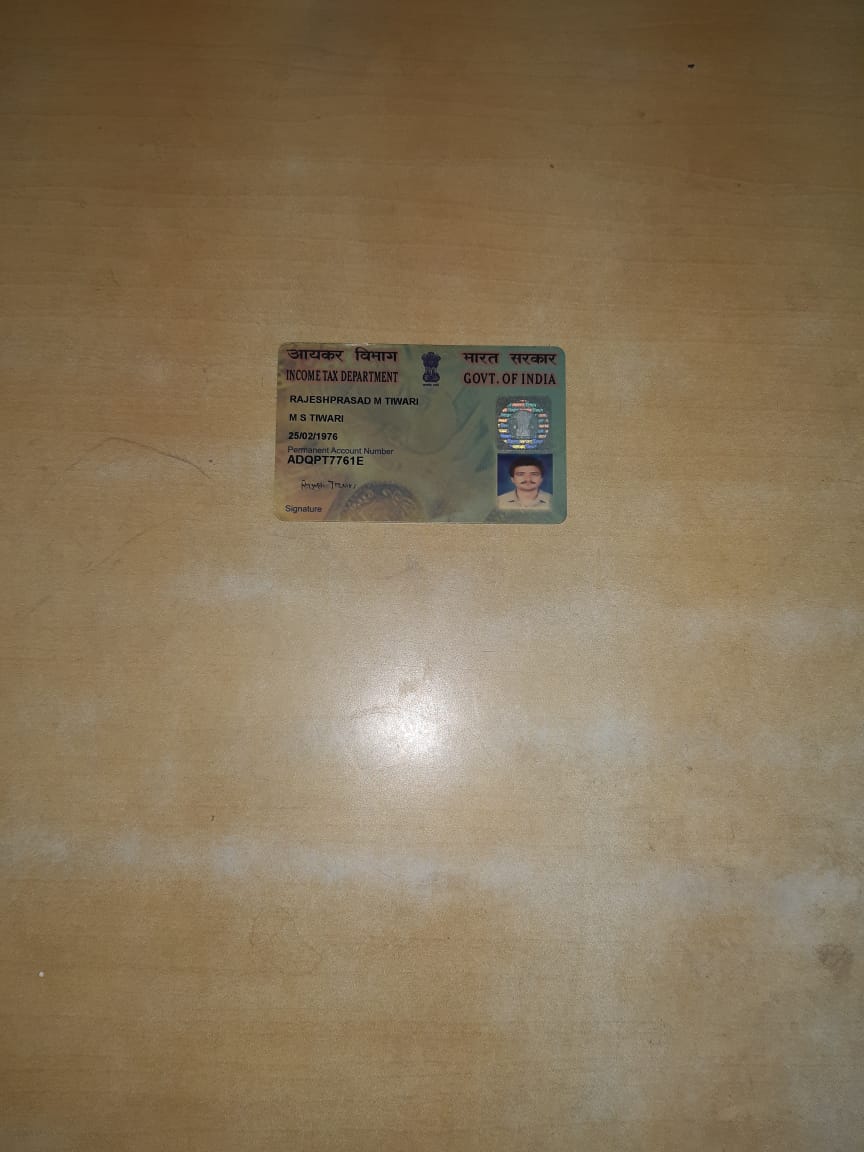 आयकर विभाग
INCOME TAX DEPARTMENT
भारत सरकार
GOVT. OF INDIA
RAJESHPRASAD M TIWARI
M S TIWARI
25/02/1976
Permanent Account Number
ADQPT7761E
Signature